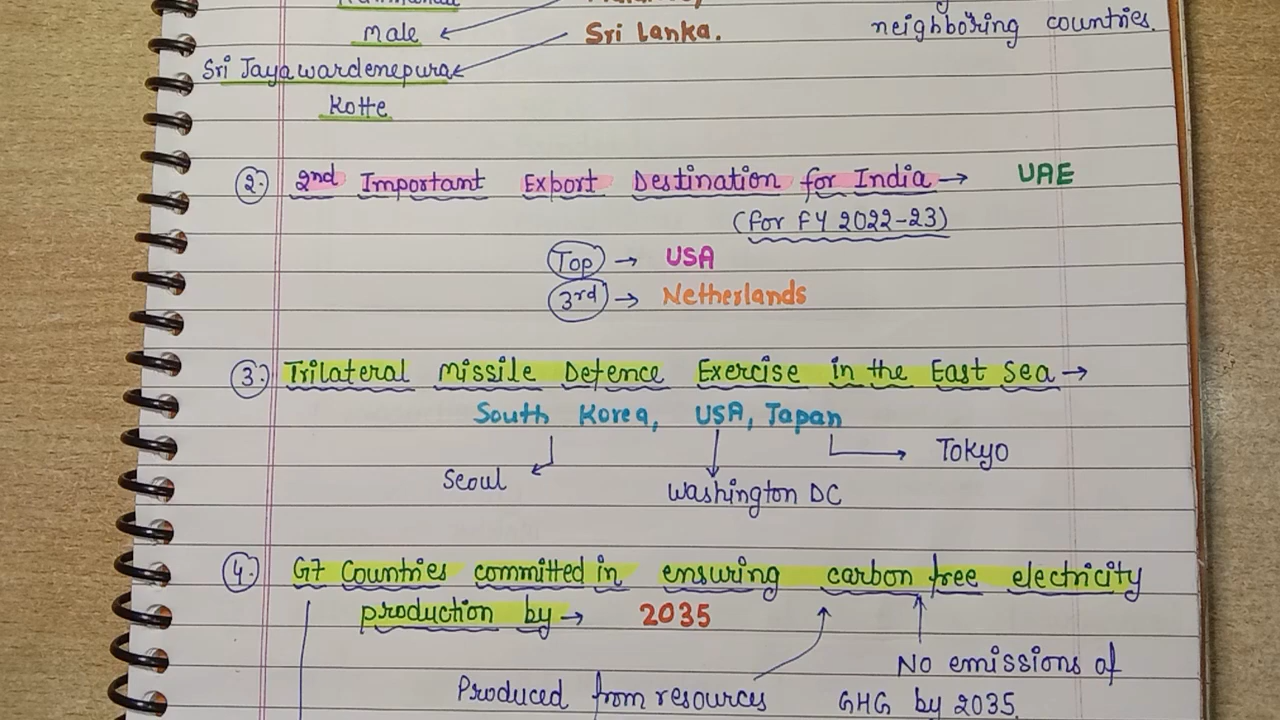 Male ← Sri Lanka. neighboring countries.
Sri Jayawardenepura ←
Kotte
2. 2nd Important Export Destination for India → UAE
(for FY 2022-23)
Top → USA
3rd → Netherlands
3. Trilateral Missile Defence Exercise in the East Sea →
South Korea, USA, Japan
Tokyo
Seoul
Washington DC
4. G7 Countries committed in ensuring carbon free electricity
production by → 2035
No emissions of
Produced from resources GHG by 2035.